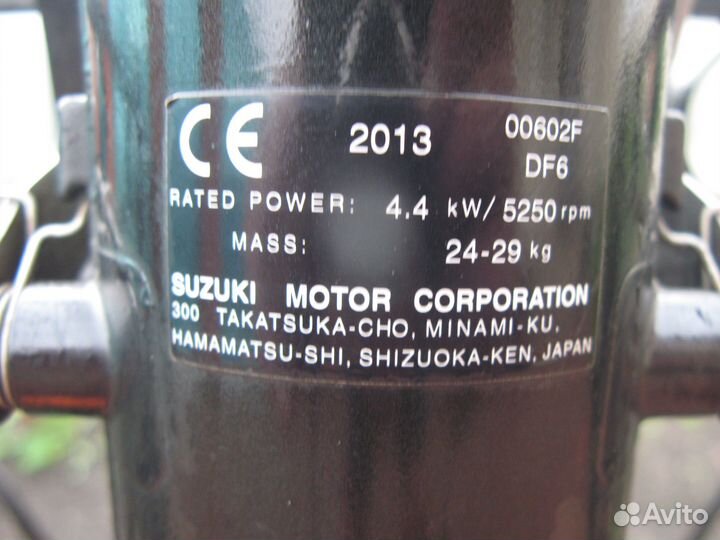 CE 2013 00602F
DF6
RATED POWER: 4.4 kW/5250 rpm
MASS: 24-29 kg
SUZUKI MOTOR CORPORATION
300 TAKATSUKA-CHO, MINAMI-KU,
HAMAMATSU-SHI, SHIZUOKA-KEN, JAPAN
Avito